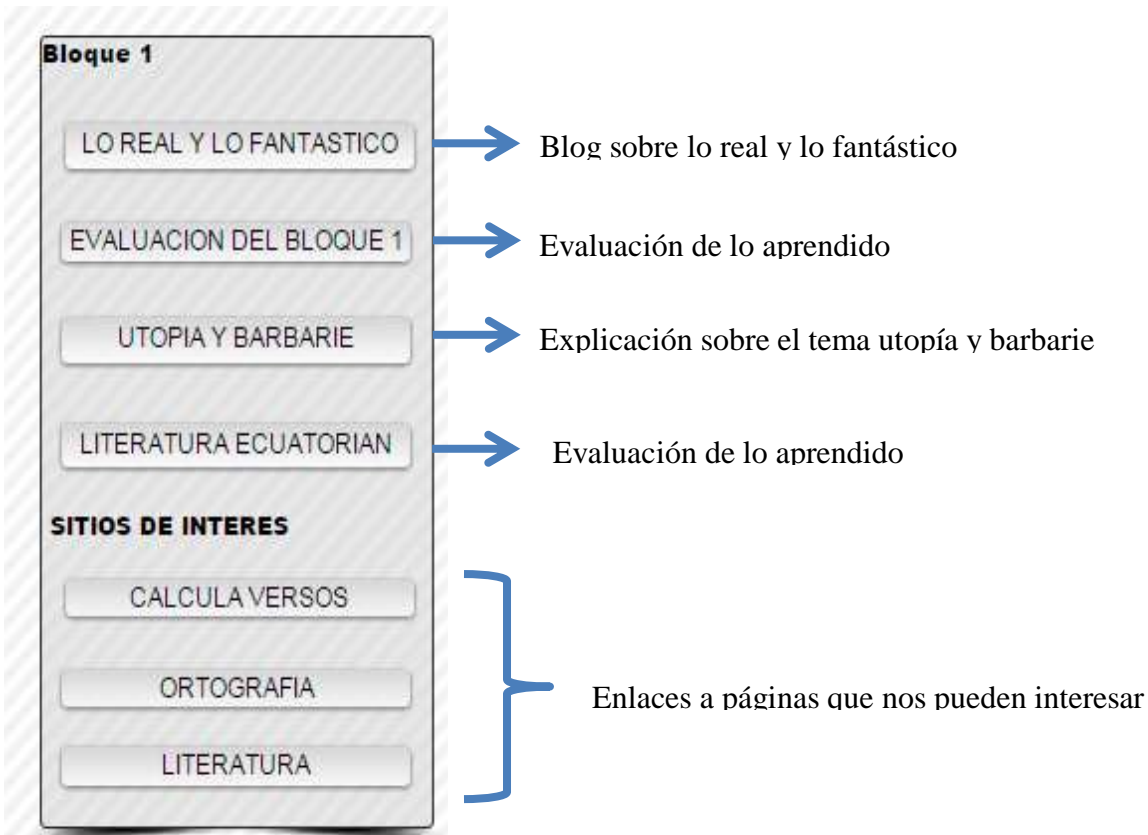 Bloque 1
LO REAL Y LO FANTASTICO
Blog sobre lo real y lo fantástico
EVALUACION DEL BLOQUE 1
Evaluación de lo aprendido
UTOPIA Y BARBARIE
Explicación sobre el tema utopía y barbarie
LITERATURA ECUATORIAN
Evaluación de lo aprendido
SITIOS DE INTERES
CALCULA VERSOS
ORTOGRAFIA
Enlaces a páginas que nos pueden interesar
LITERATURA